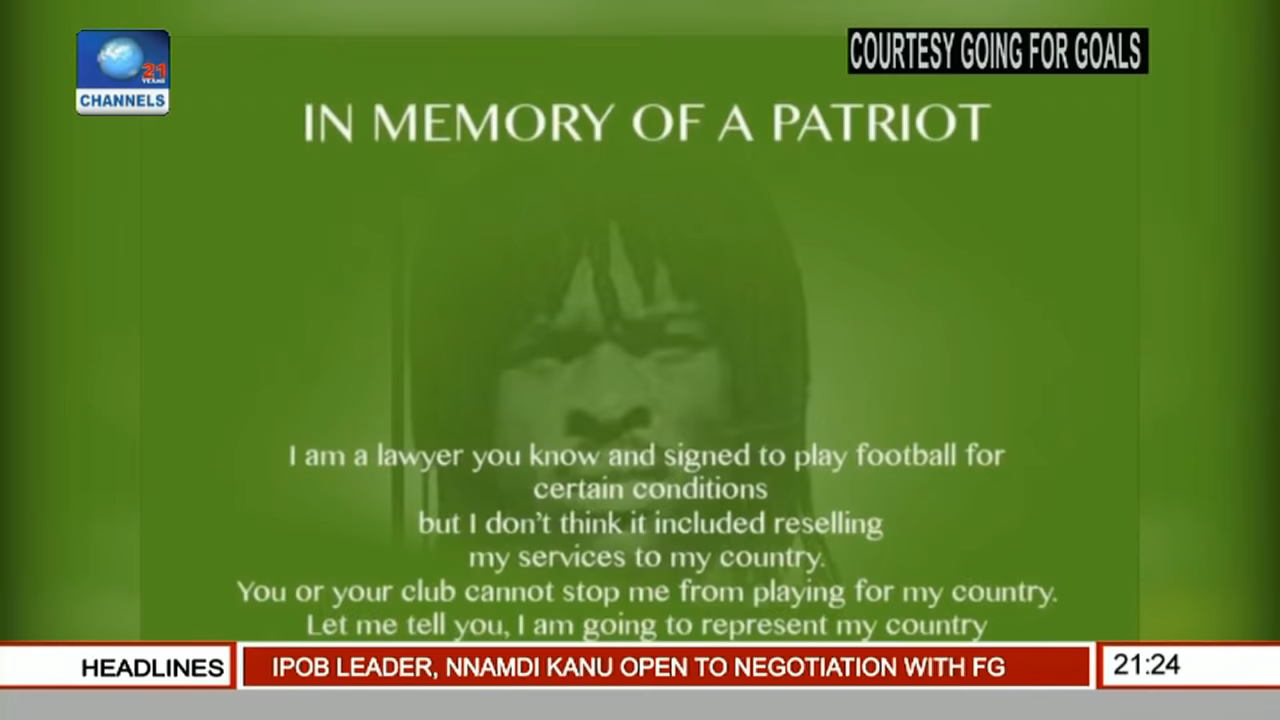 COURTESY GOING FOR GOALS
21
YEARS
CHANNELS
IN MEMORY OF A PATRIOT
I am a lawyer you know and signed to play football for
certain conditions
but I don't think it included reselling
my services to my country.
You or your club cannot stop me from playing for my country.
Let me tell you, I am going to represent my country
HEADLINES
IPOB LEADER, NNAMDI KANU OPEN TO NEGOTIATION WITH FG
21:24